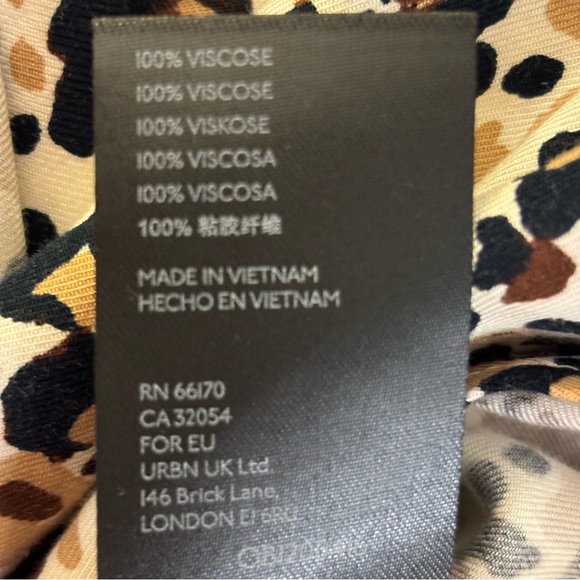 100% VISCOSE
100% VISCOSE
100% VISKOSE
100% VISCOSA
100% VISCOSA
100% 粘胶纤维
MADE IN VIETNAM
HECHO EN VIETNAM
RN 66170
CA 32054
FOR EU
URBN UK Ltd.
146 Brick Lane,
LONDON E1 6RU